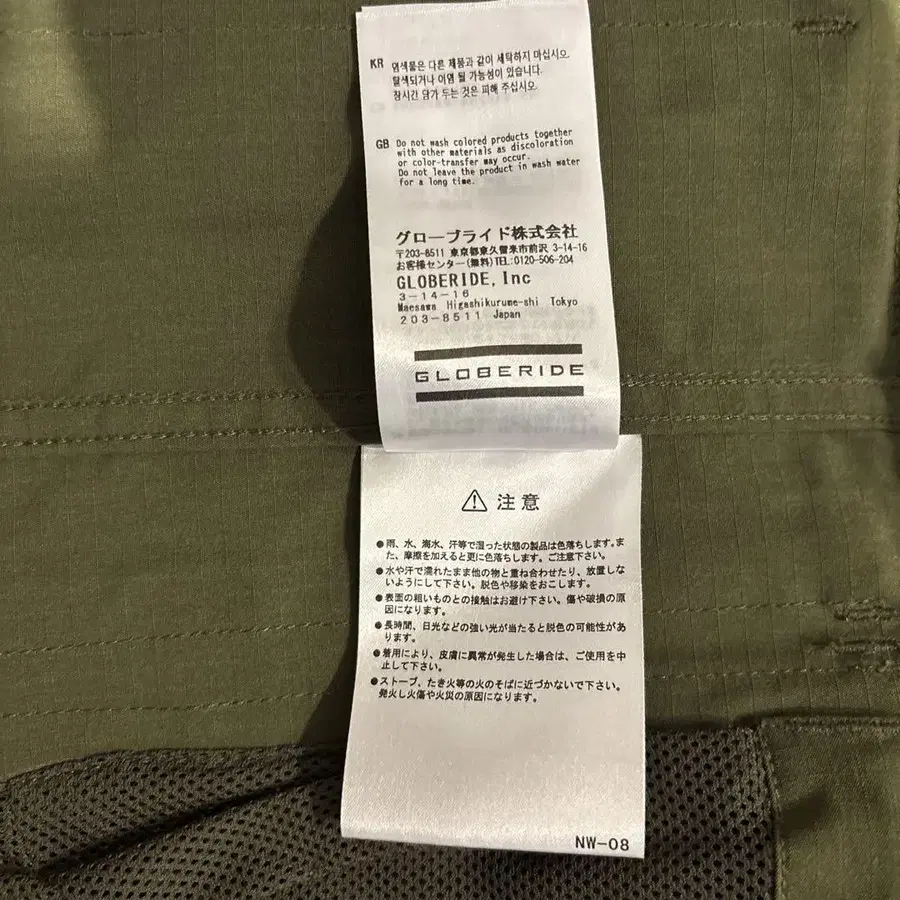 KR 염색물은 다른 제품과 같이 세탁하지 마십시오.
탈색되거나 이염 될 가능성이 있습니다.
장시간 담가 두는 것은 피해 주십시오.
GB Do not wash colored products together
with other materials as discoloration
or color-transfer may occur.
Do not leave the product in wash water
for a long time.
グローブライド株式会社
〒203-8511 東京都東久留米市前沢 3-14-16
お客様センター(無料)TEL:0120-506-204
GLOBERIDE, Inc
3-14-16
Maesawa Higashikurume-shi Tokyo
203-8511 Japan
GLOBERIDE
⚠ 注意
●雨、水、海水、汗等で湿った状態の製品は色落ちします。ま
た、摩擦を加えると更に色落ちします。ご注意下さい。
●水や汗で濡れたまま他の物と重ね合わせたり、放置しな
いようにして下さい。脱色や移染をおこします。
●表面の粗いものとの接触はお避け下さい。傷や破損の原
因になります。
●長時間、日光などの強い光が当たると脱色の可能性があ
ります。
●着用により、皮膚に異常が発生した場合は、ご使用を中
止して下さい。
●ストーブ、たき火等の火のそばに近づかないで下さい。
発火し火傷や火災の原因になります。
NW-08